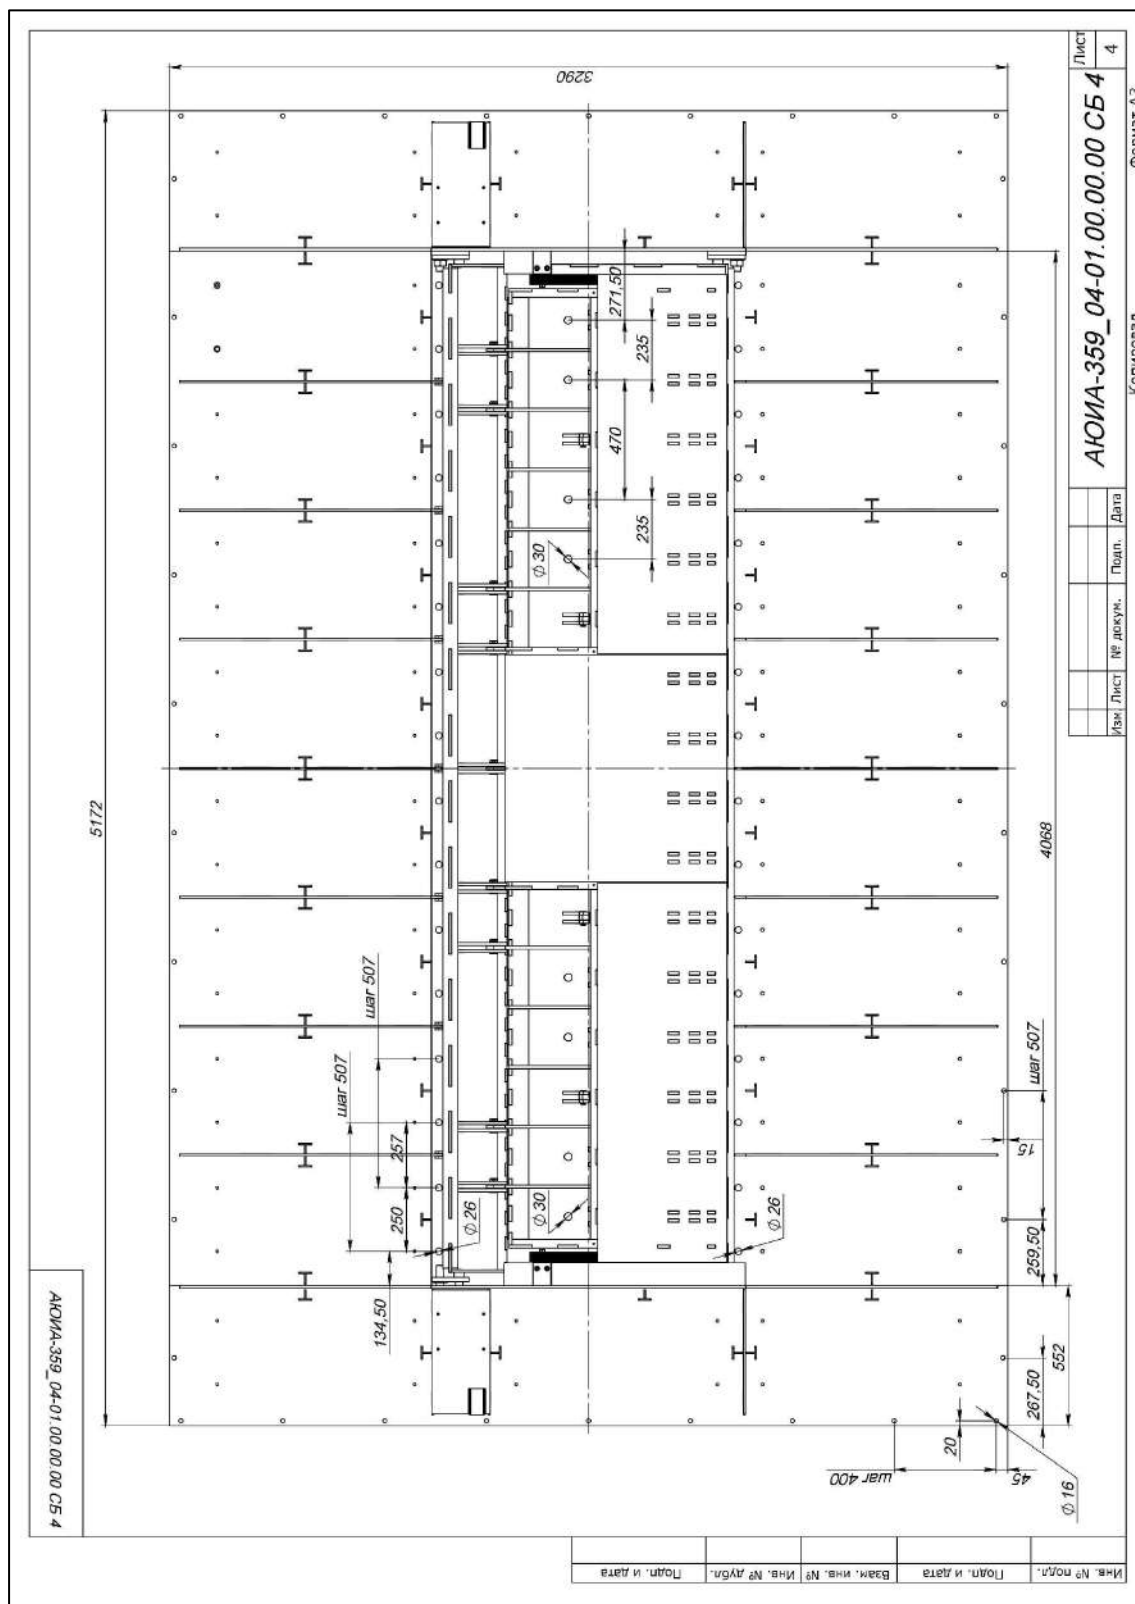 АЮИА-359_04-01.00.00.00 СБ 4
5172
3290
271,50
235
470
235
Ø 30
шаг 507
шаг 507
257
250
Ø 26
134,50
Ø 30
Ø 26
4068
шаг 507
15
259,50
552
267,50
20
шаг 400
45
Ø 16
Изм.
Лист
№ докум.
Подп.
Дата
АЮИА-359_04-01.00.00.00 СБ 4
Лист
4
Копировал
Формат А3
Инв. № подл.
Подп. и дата
Взам. инв. №
Инв. № дубл.
Подп. и дата